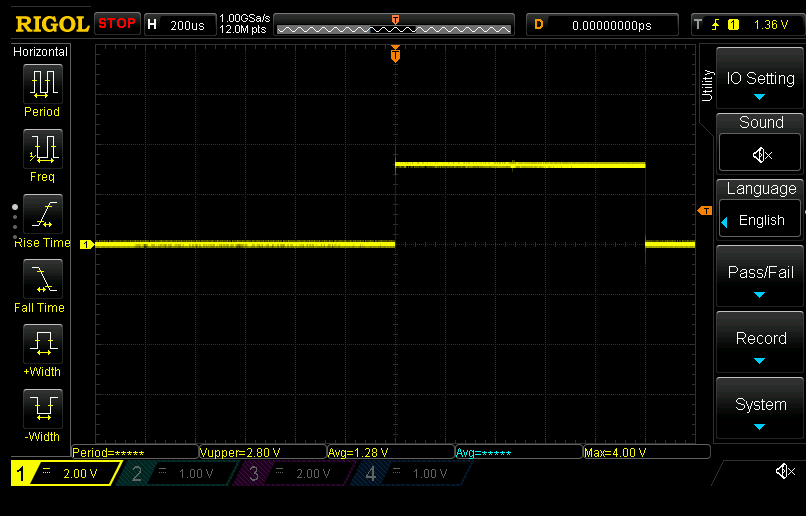 RIGOL STOP H 200us 1.00GSa/s 12.0M pts T D 0.00000000ps T 1 1.36 V
Horizontal
Period
Freq
Rise Time
Fall Time
+Width
-Width
T
1
T
Utility
IO Setting
Sound
Language
English
Pass/Fail
Record
System
Period=***** Vupper=2.80 V Avg=1.28 V Avg=***** Max=4.00 V
1 2.00 V 2 1.00 V 3 2.00 V 4 1.00 V